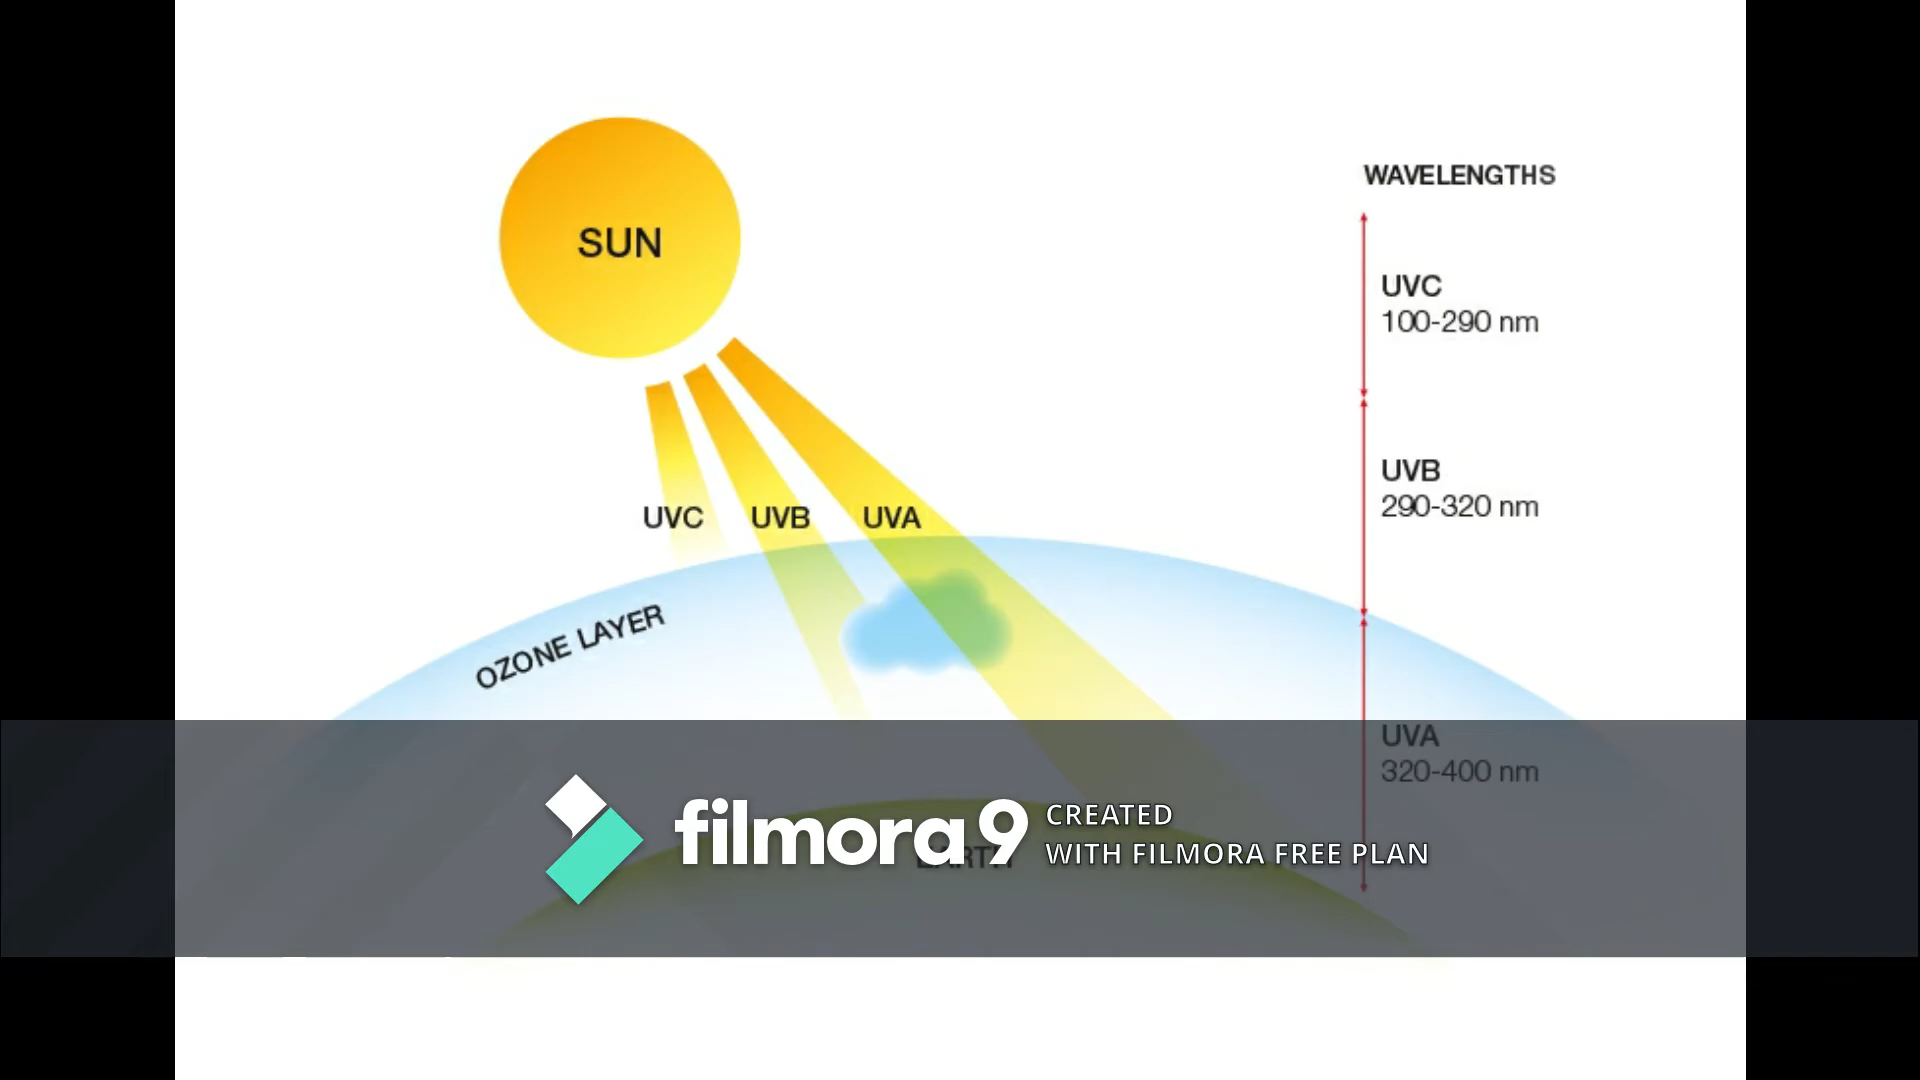 SUN
WAVELENGTHS
UVC
100-290 nm
UVB
290-320 nm
UVC UVB UVA
OZONE LAYER
UVA
320-400 nm
EARTH
filmora9
CREATED
WITH FILMORA FREE PLAN